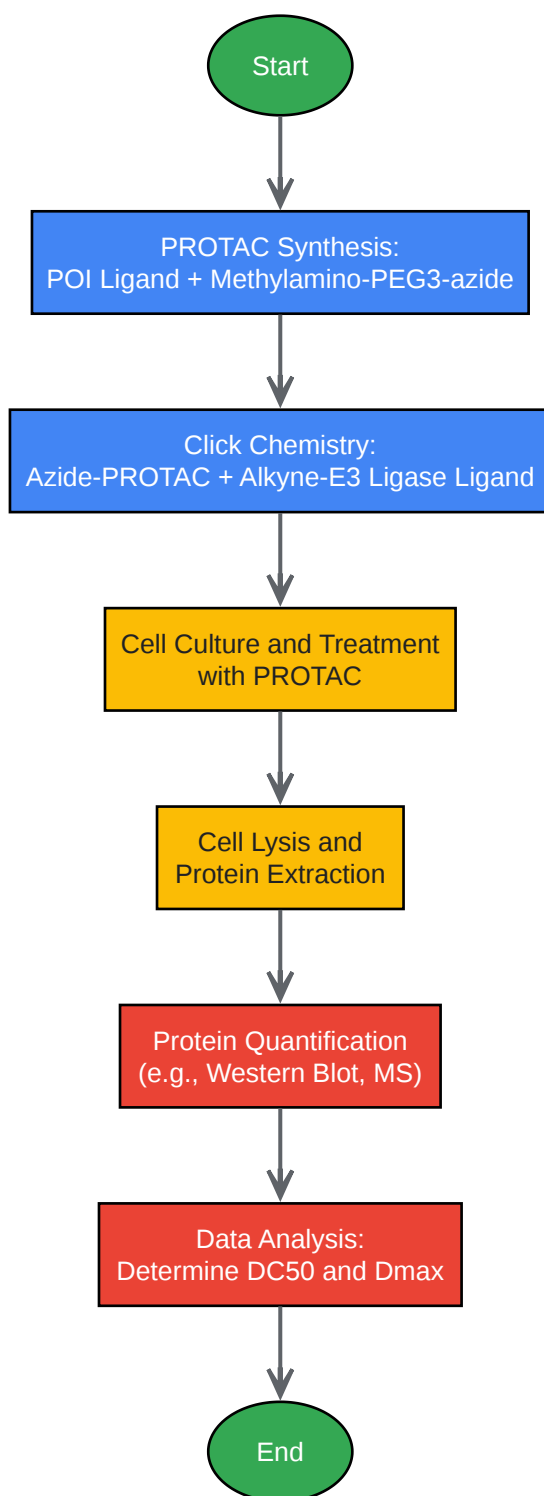 Start
PROTAC Synthesis:
POI Ligand + Methylamino-PEG3-azide
Click Chemistry:
Azide-PROTAC + Alkyne-E3 Ligase Ligand
Cell Culture and Treatment
with PROTAC
Cell Lysis and
Protein Extraction
Protein Quantification
(e.g., Western Blot, MS)
Data Analysis:
Determine DC50 and Dmax
End